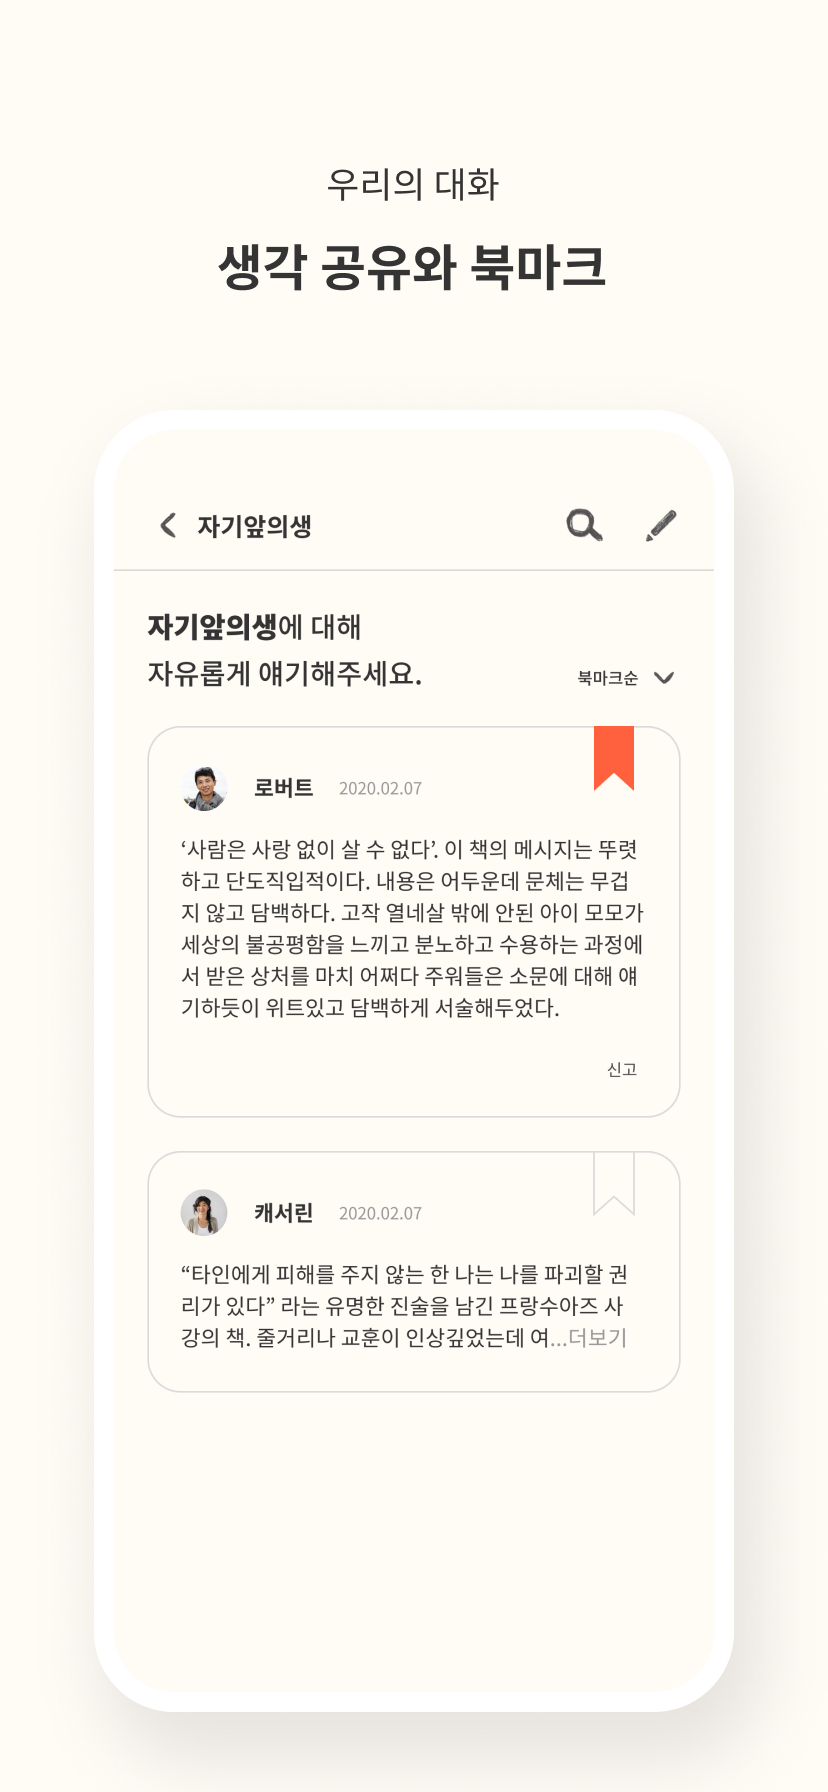 우리의 대화
생각 공유와 북마크
자기앞의생
자기앞의생에 대해
자유롭게 얘기해주세요.
북마크순
로버트 2020.02.07
‘사람은 사랑 없이 살 수 없다’. 이 책의 메시지는 뚜렷
하고 단도직입적이다. 내용은 어두운데 문체는 무겁
지 않고 담백하다. 고작 열네살 밖에 안된 아이 모모가
세상의 불공평함을 느끼고 분노하고 수용하는 과정에
서 받은 상처를 마치 어쩌다 주워들은 소문에 대해 얘
기하듯이 위트있고 담백하게 서술해두었다.
신고
캐서린 2020.02.07
“타인에게 피해를 주지 않는 한 나는 나를 파괴할 권
리가 있다” 라는 유명한 진술을 남긴 프랑수아즈 사
강의 책. 줄거리나 교훈이 인상깊었는데 여...더보기